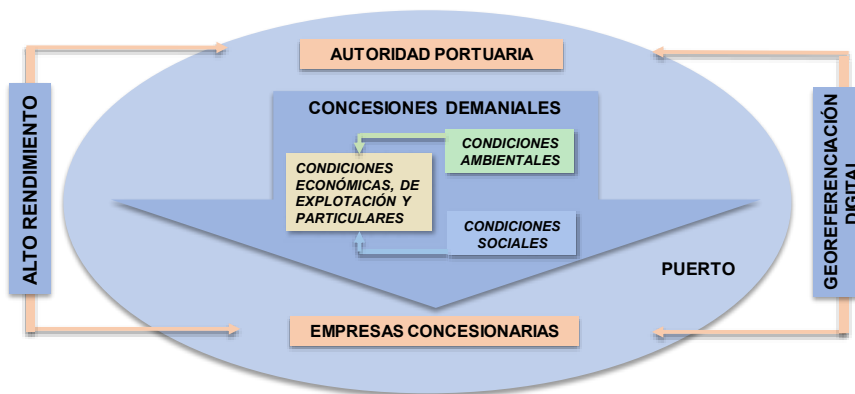 AUTORIDAD PORTUARIA
ALTO RENDIMIENTO
CONCESIONES DEMANIALES
CONDICIONES
AMBIENTALES
CONDICIONES
ECONÓMICAS, DE
EXPLOTACIÓN Y
PARTICULARES
CONDICIONES
SOCIALES
PUERTO
GEOREFERENCIACIÓN
DIGITAL
EMPRESAS CONCESIONARIAS